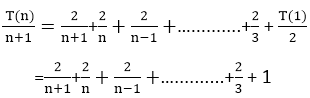 T(n)/n+1 = 2/n+1 + 2/n + 2/n−1 + ………….+ 2/3 + T(1)/2
= 2/n+1 + 2/n + 2/n−1 + ………….+ 2/3 + 1